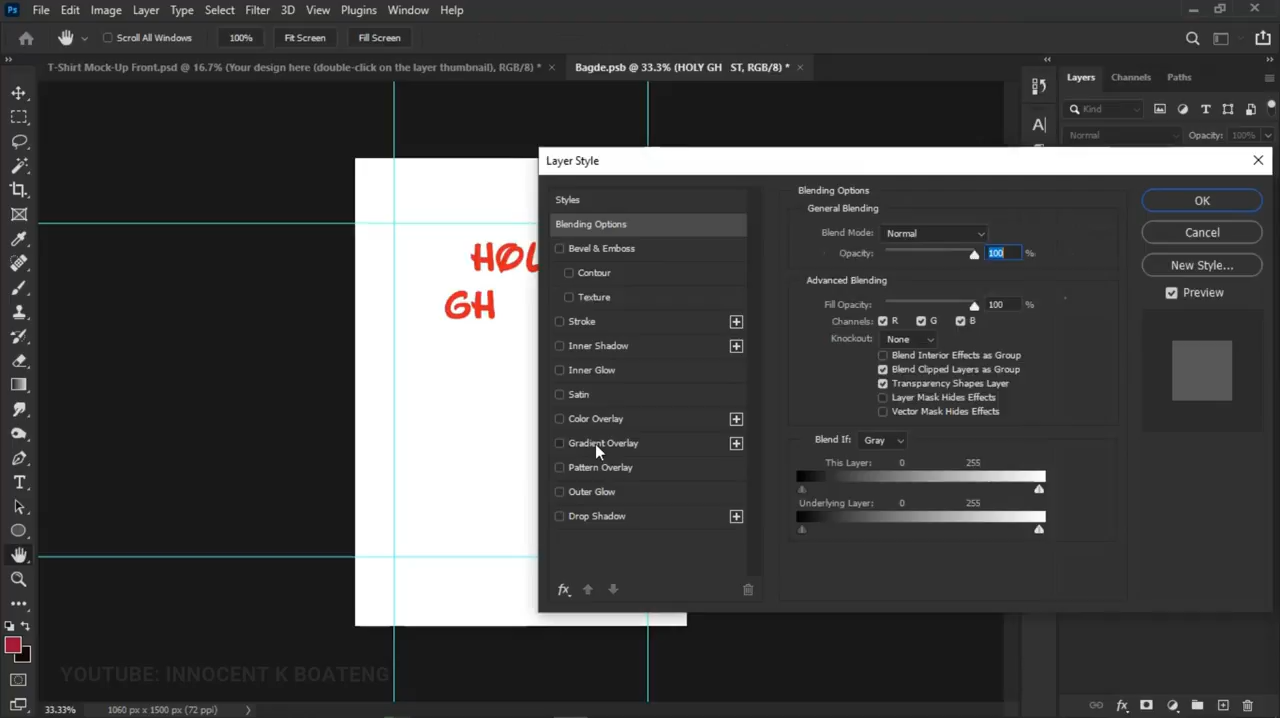 Ps File Edit Image Layer Type Select Filter 3D View Plugins Window Help
Scroll All Windows 100% Fit Screen Fill Screen
T-Shirt Mock-Up Front.psd @ 16.7% (Your design here (double-click on the layer thumbnail), RGB/8) * × Bagde.psb @ 33.3% (HOLY GH ST, RGB/8) * ×
Layers Channels Paths
Kind
Normal Opacity: 100%
HOL
GH
Layer Style
Styles
Blending Options
Bevel & Emboss
Contour
Texture
Stroke
Inner Shadow
Inner Glow
Satin
Color Overlay
Gradient Overlay
Pattern Overlay
Outer Glow
Drop Shadow
fx
Blending Options
General Blending
Blend Mode: Normal
Opacity: 100 %
Advanced Blending
Fill Opacity: 100 %
Channels: R G B
Knockout: None
Blend Interior Effects as Group
Blend Clipped Layers as Group
Transparency Shapes Layer
Layer Mask Hides Effects
Vector Mask Hides Effects
Blend If: Gray
This Layer: 0 255
Underlying Layer: 0 255
OK
Cancel
New Style...
Preview
YOUTUBE: INNOCENT K BOATENG
33.33% 1060 px x 1500 px (72 ppi)
fx